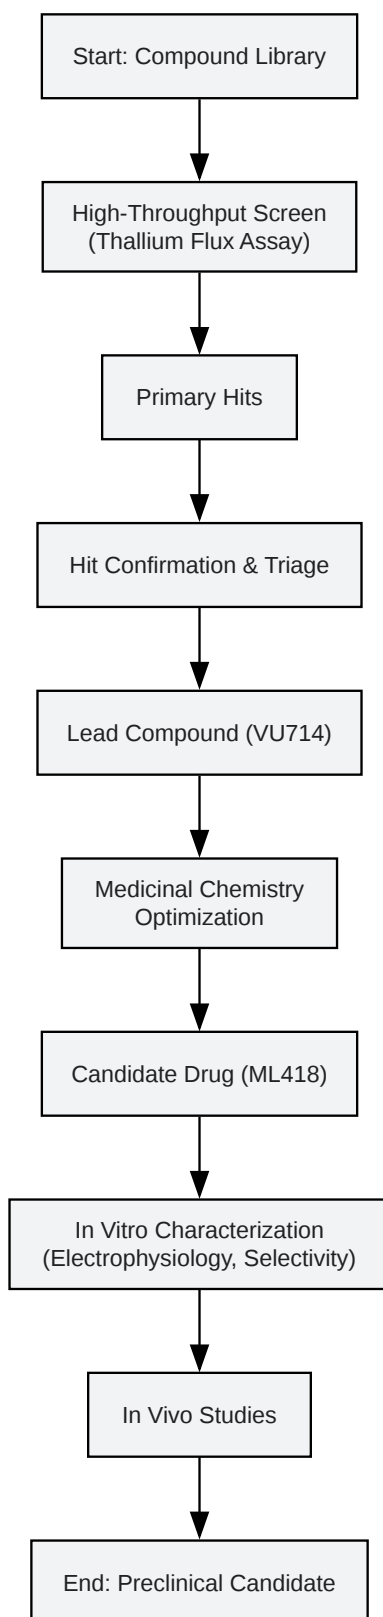 Start: Compound Library
High-Throughput Screen
(Thallium Flux Assay)
Primary Hits
Hit Confirmation & Triage
Lead Compound (VU714)
Medicinal Chemistry
Optimization
Candidate Drug (ML418)
In Vitro Characterization
(Electrophysiology, Selectivity)
In Vivo Studies
End: Preclinical Candidate